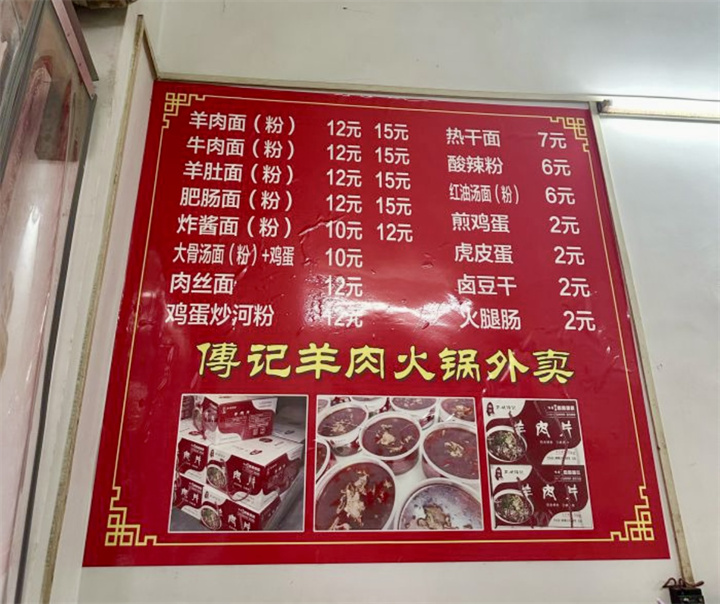 羊肉面（粉） 12元 15元
牛肉面（粉） 12元 15元
羊肚面（粉） 12元 15元
肥肠面（粉） 12元 15元
炸酱面（粉） 10元 12元
大骨汤面（粉）+鸡蛋 10元
肉丝面 12元
鸡蛋炒河粉 12元
热干面 7元
酸辣粉 6元
红油汤面（粉） 6元
煎鸡蛋 2元
虎皮蛋 2元
卤豆干 2元
火腿肠 2元
傅记羊肉火锅外卖
羊肉片
羊肉片